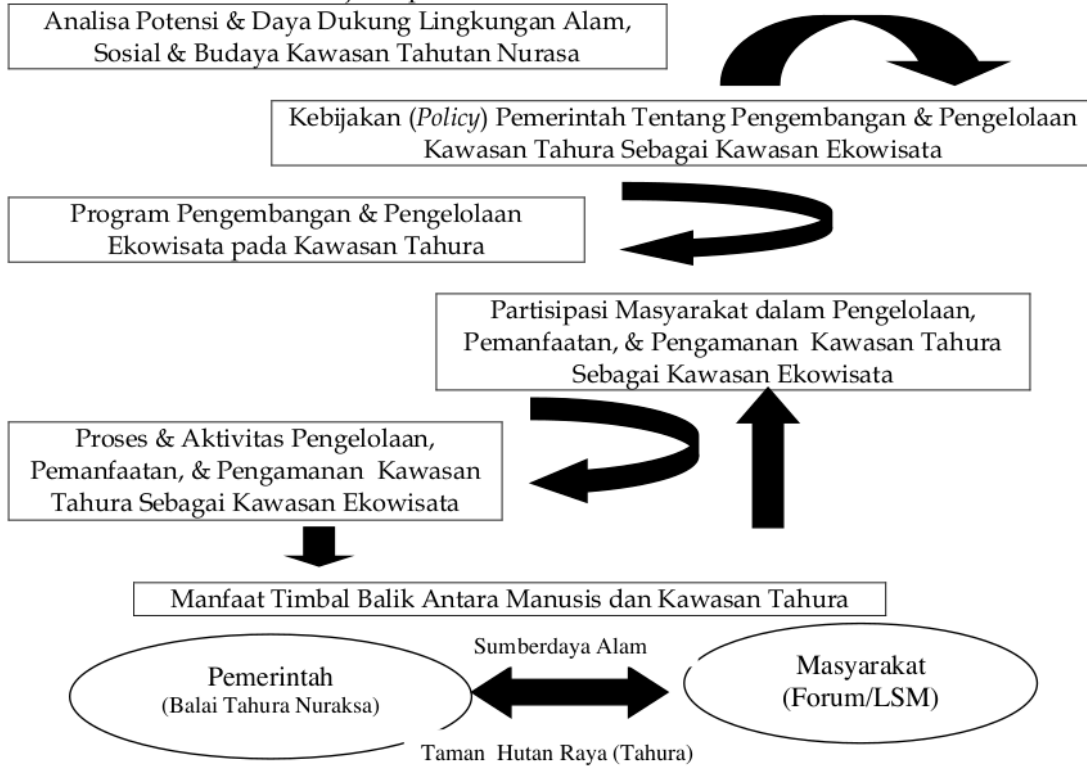 Analisa Potensi & Daya Dukung Lingkungan Alam,
Sosial & Budaya Kawasan Tahutan Nurasa
Kebijakan (Policy) Pemerintah Tentang Pengembangan & Pengelolaan
Kawasan Tahura Sebagai Kawasan Ekowisata
Program Pengembangan & Pengelolaan
Ekowisata pada Kawasan Tahura
Partisipasi Masyarakat dalam Pengelolaan,
Pemanfaatan, & Pengamanan Kawasan Tahura
Sebagai Kawasan Ekowisata
Proses & Aktivitas Pengelolaan,
Pemanfaatan, & Pengamanan Kawasan
Tahura Sebagai Kawasan Ekowisata
Manfaat Timbal Balik Antara Manusis dan Kawasan Tahura
Sumberdaya Alam
Pemerintah
(Balai Tahura Nuraksa)
Masyarakat
(Forum/LSM)
Taman Hutan Raya (Tahura)